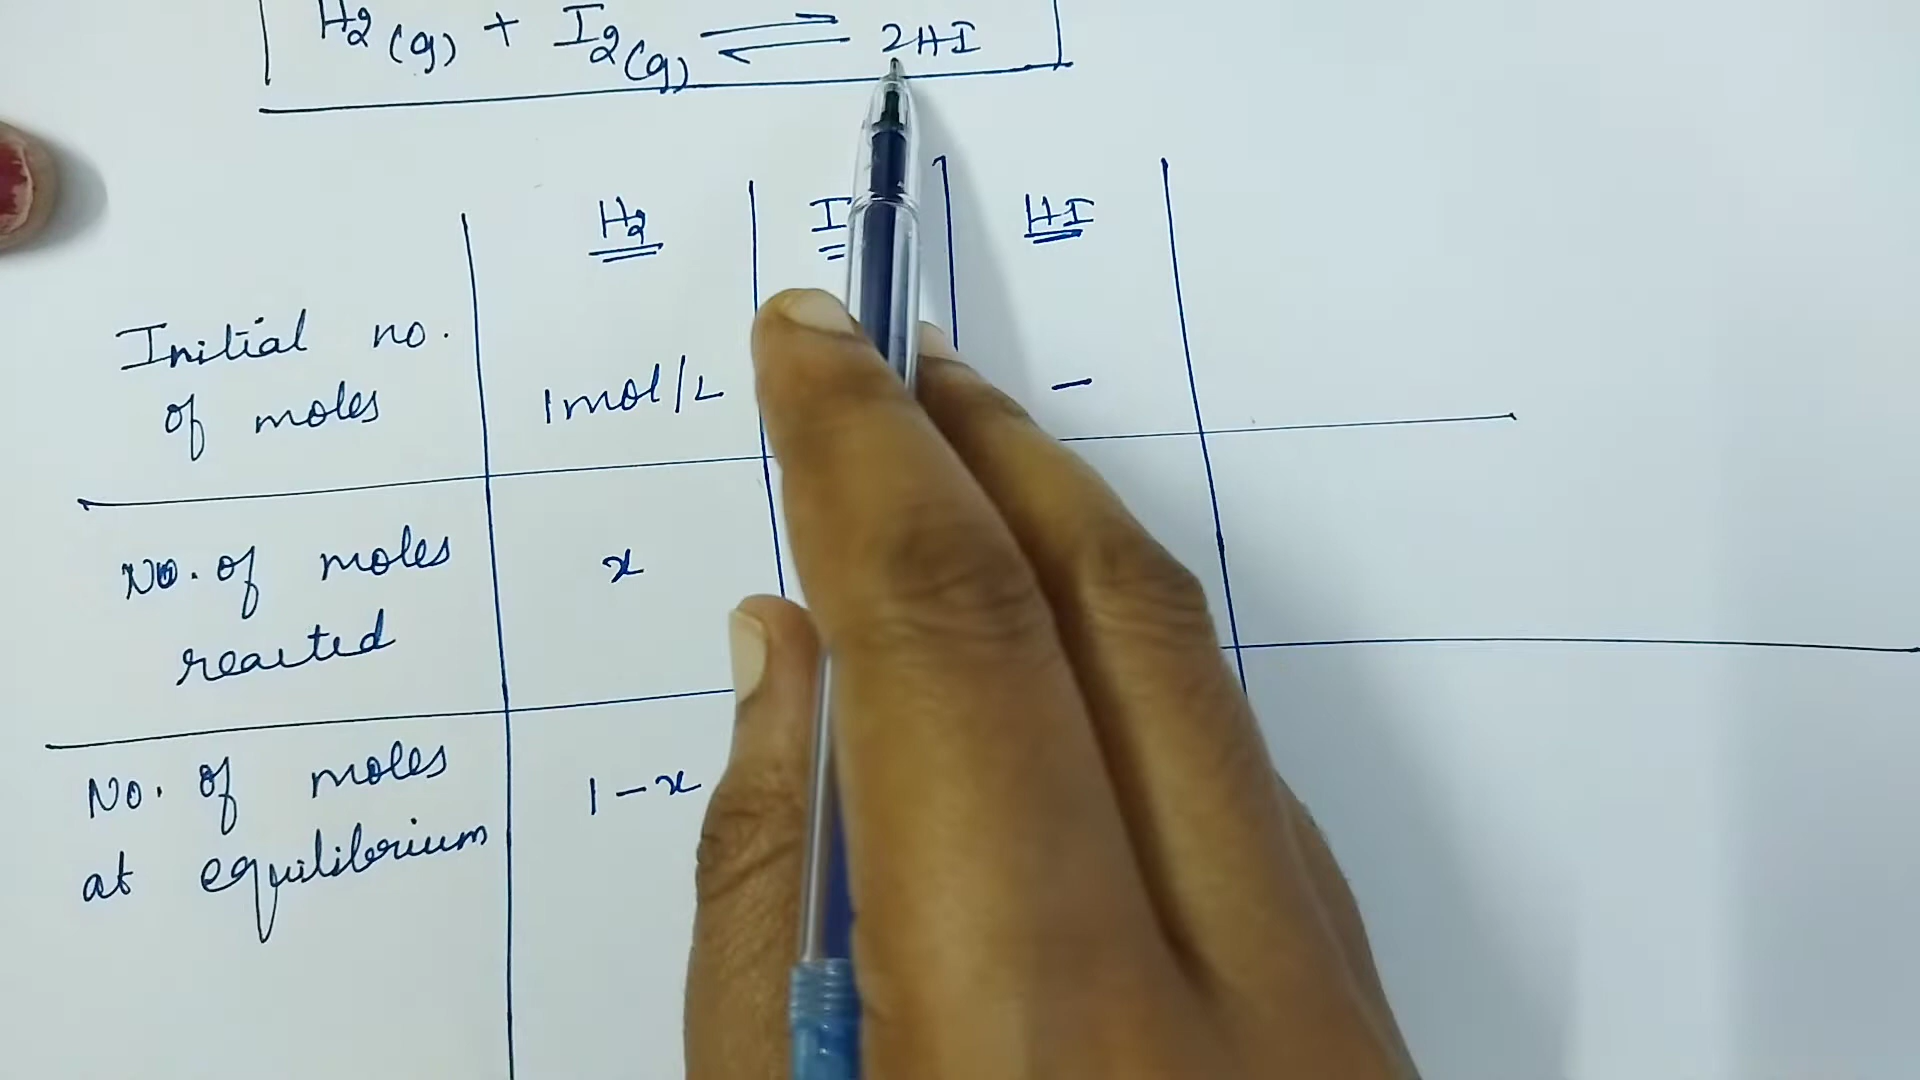 H2(g) + I2(g) ⇌ 2HI
H2 I HI
Initial no.
of moles 1mol/L -
No. of moles x
reacted
No. of moles 1-x
at equilibrium